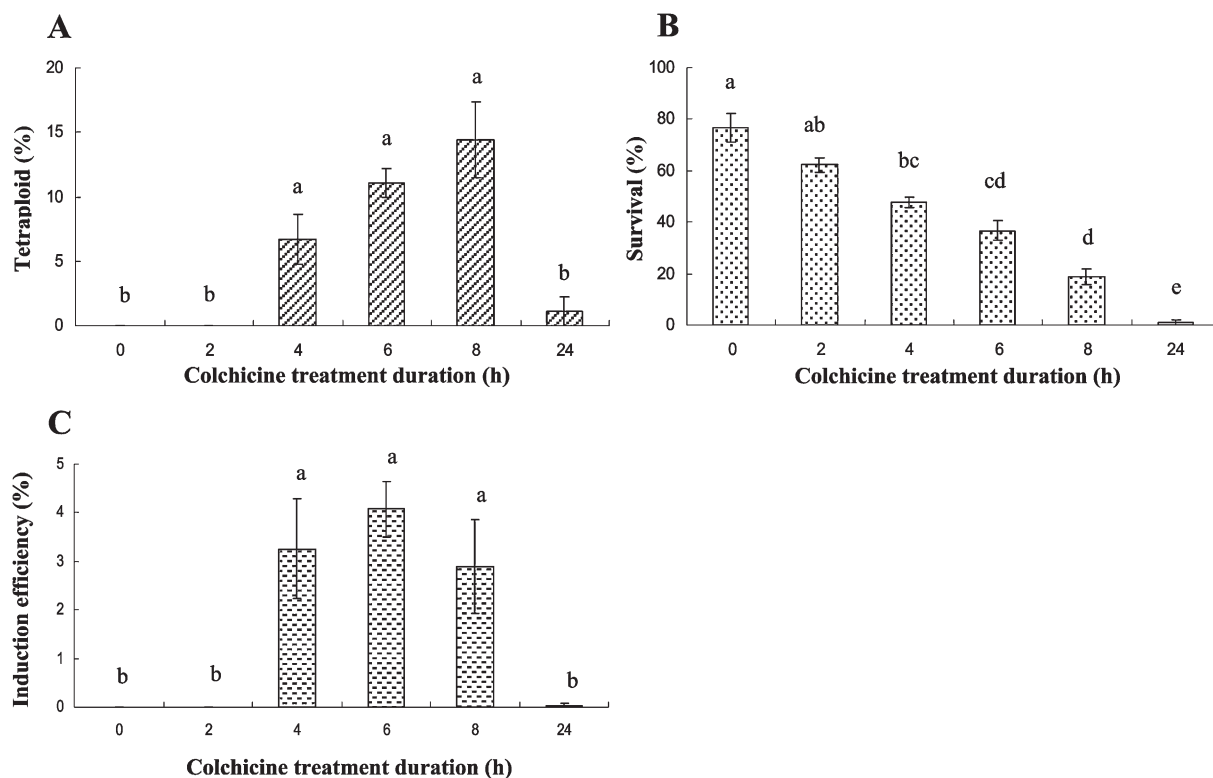 A
Tetraploid (%)
20
15
10
5
0
b
b
a
a
a
b
0 2 4 6 8 24
Colchicine treatment duration (h)
B
Survival (%)
100
80
60
40
20
0
a
ab
bc
cd
d
e
0 2 4 6 8 24
Colchicine treatment duration (h)
C
Induction efficiency (%)
5
4
3
2
1
0
b
b
a
a
a
b
0 2 4 6 8 24
Colchicine treatment duration (h)